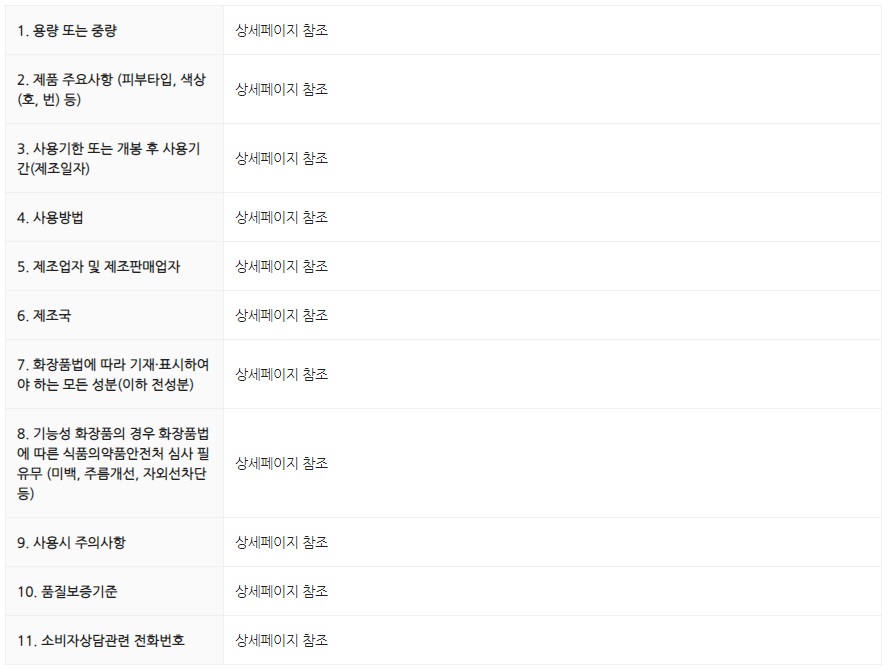 1. 용량 또는 중량
상세페이지 참조
2. 제품 주요사항 (피부타입, 색상
(호, 번) 등)
상세페이지 참조
3. 사용기한 또는 개봉 후 사용기
간(제조일자)
상세페이지 참조
4. 사용방법
상세페이지 참조
5. 제조업자 및 제조판매업자
상세페이지 참조
6. 제조국
상세페이지 참조
7. 화장품법에 따라 기재·표시하여
야 하는 모든 성분(이하 전성분)
상세페이지 참조
8. 기능성 화장품의 경우 화장품법
에 따른 식품의약품안전처 심사 필
유무 (미백, 주름개선, 자외선차단
등)
상세페이지 참조
9. 사용시 주의사항
상세페이지 참조
10. 품질보증기준
상세페이지 참조
11. 소비자상담관련 전화번호
상세페이지 참조